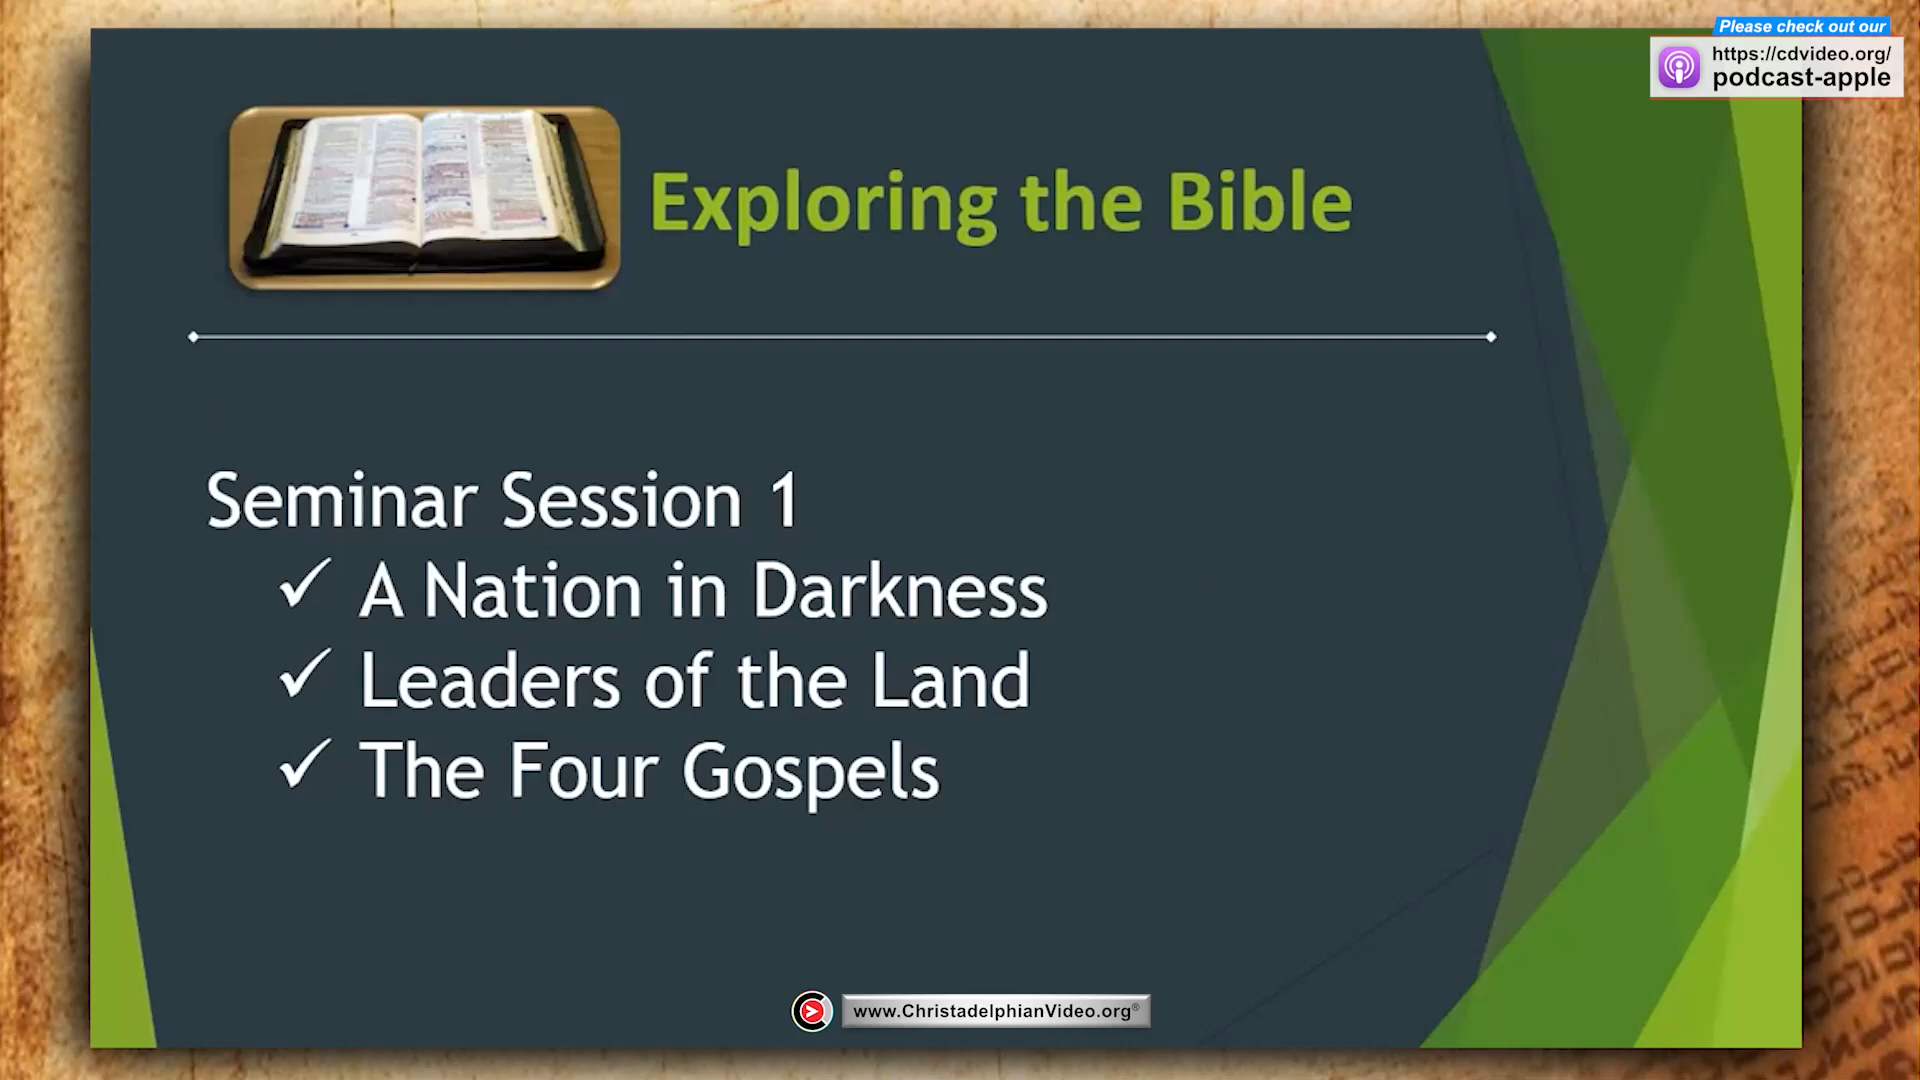 Please check out our
https://cdvideo.org/
podcast-apple
Exploring the Bible
Seminar Session 1
✓ A Nation in Darkness
✓ Leaders of the Land
✓ The Four Gospels
www.ChristadelphianVideo.org®